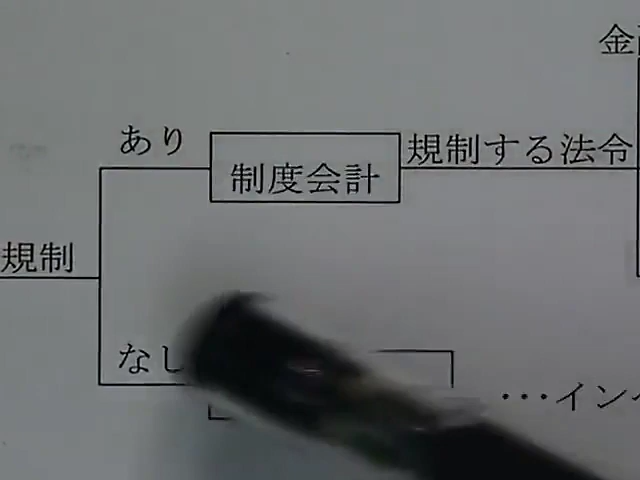 金
あり
制度会計
規制する法令
規制
なし
…イン